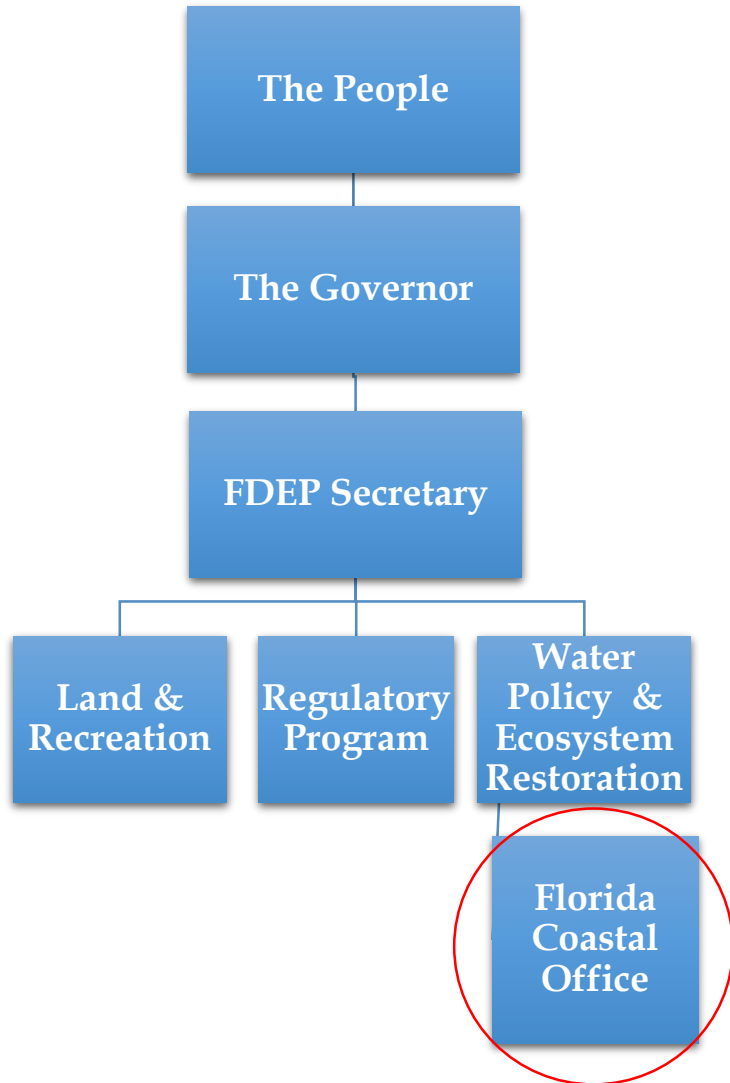 The People
The Governor
FDEP Secretary
Land &
Recreation
Regulatory
Program
Water
Policy & 
Ecosystem
Restoration
Florida
Coastal
Office